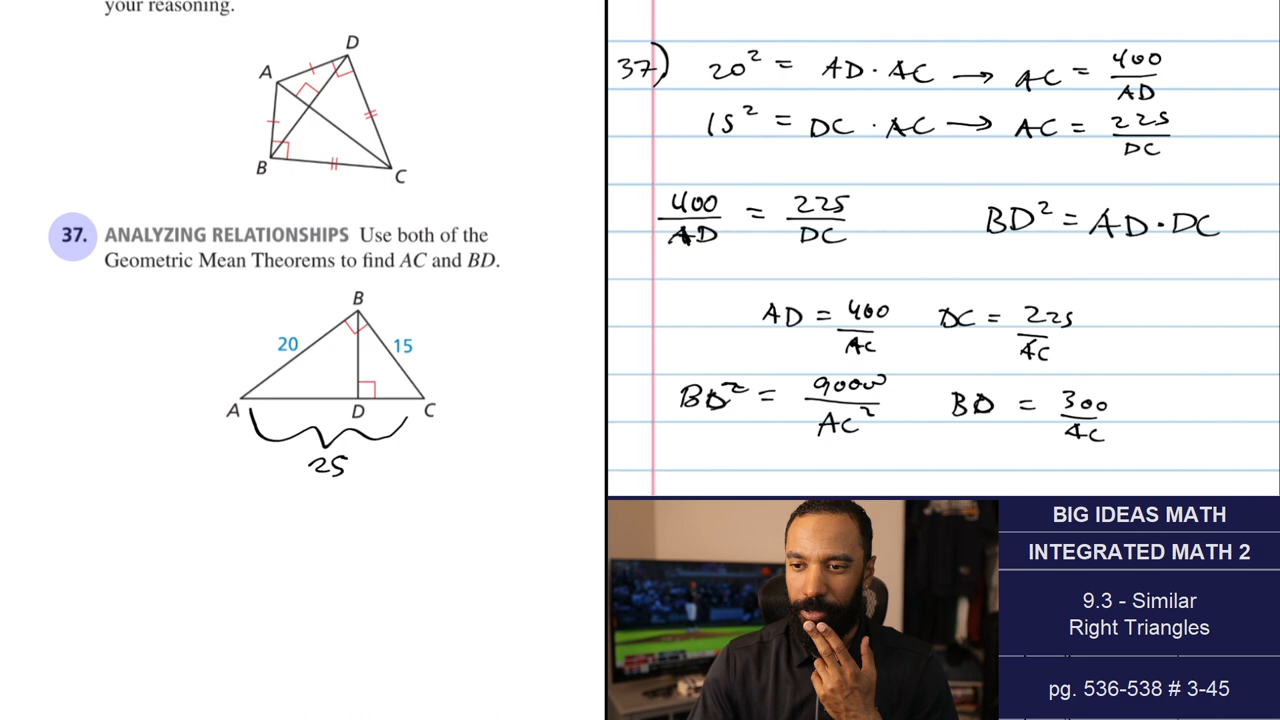 your reasoning.
D
A
B
C
37. ANALYZING RELATIONSHIPS Use both of the
Geometric Mean Theorems to find AC and BD.
B
20
15
A
D
C
25
37) 20² = AD · AC → AC = 400/AD
15² = DC · AC → AC = 225/DC
400/AD = 225/DC
BD² = AD · DC
AD = 400/AC DC = 225/AC
BD² = 90000/AC² BD = 300/AC
BIG IDEAS MATH
INTEGRATED MATH 2
9.3 - Similar
Right Triangles
pg. 536-538 # 3-45